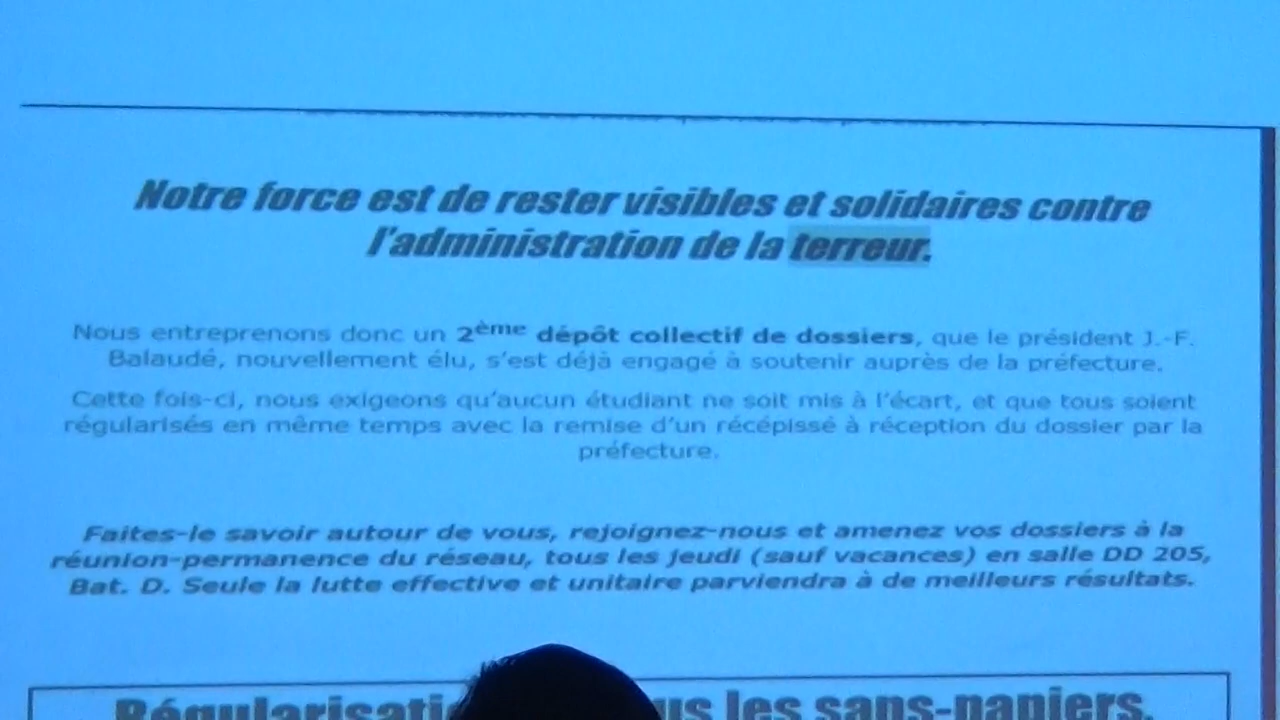 Notre force est de rester visibles et solidaires contre
l'administration de la terreur.
Nous entreprenons donc un 2ème dépôt collectif de dossiers, que le président J.-F.
Balaudé, nouvellement élu, s'est déjà engagé à soutenir auprès de la préfecture.
Cette fois-ci, nous exigeons qu'aucun étudiant ne soit mis à l'écart, et que tous soient
régularisés en même temps avec la remise d'un récépissé à réception du dossier par la
préfecture.
Faites-le savoir autour de vous, rejoignez-nous et amenez vos dossiers à la
réunion-permanence du réseau, tous les jeudi (sauf vacances) en salle DD 205,
Bat. D. Seule la lutte effective et unitaire parviendra à de meilleurs résultats.
les sans-papiers.